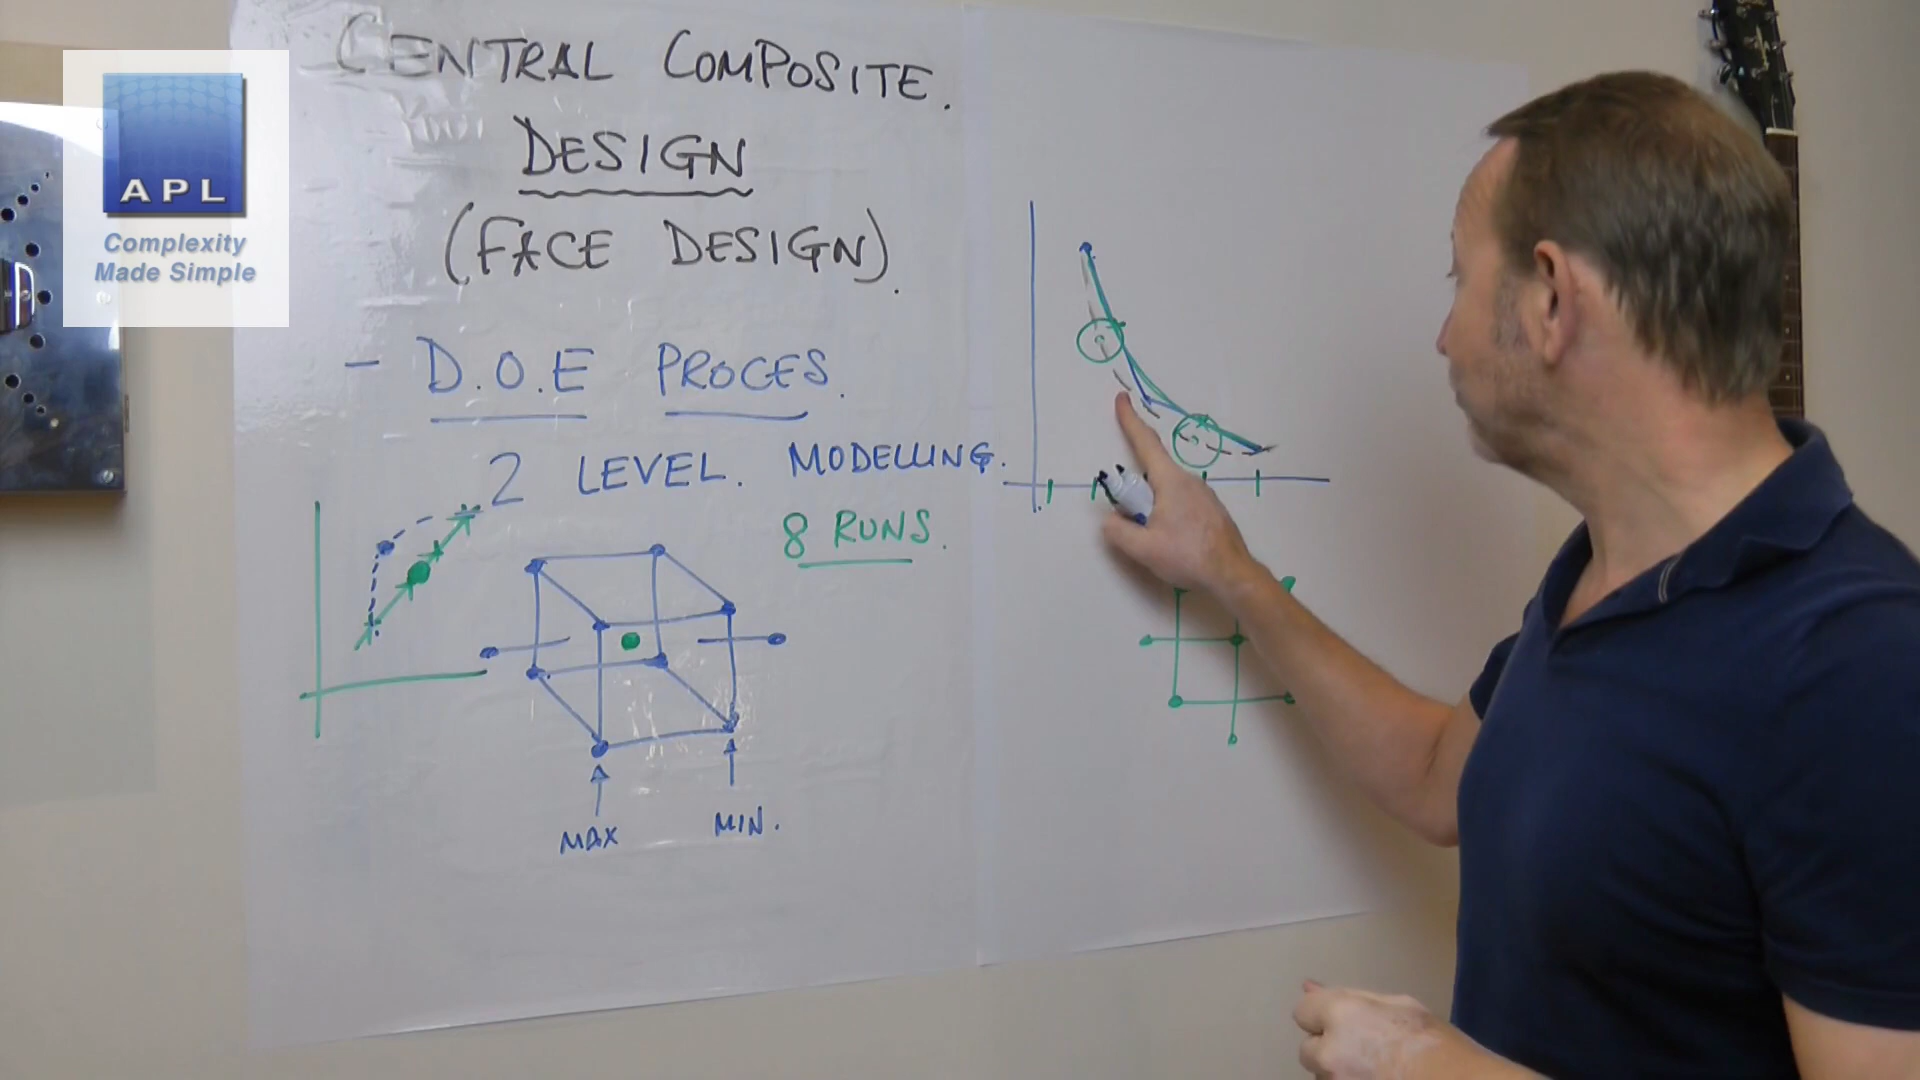 APL
Complexity
Made Simple
CENTRAL COMPOSITE.
DESIGN
(FACE DESIGN).
- D.O.E PROCES.
2 LEVEL. MODELLING.
8 RUNS.
MAX
MIN.